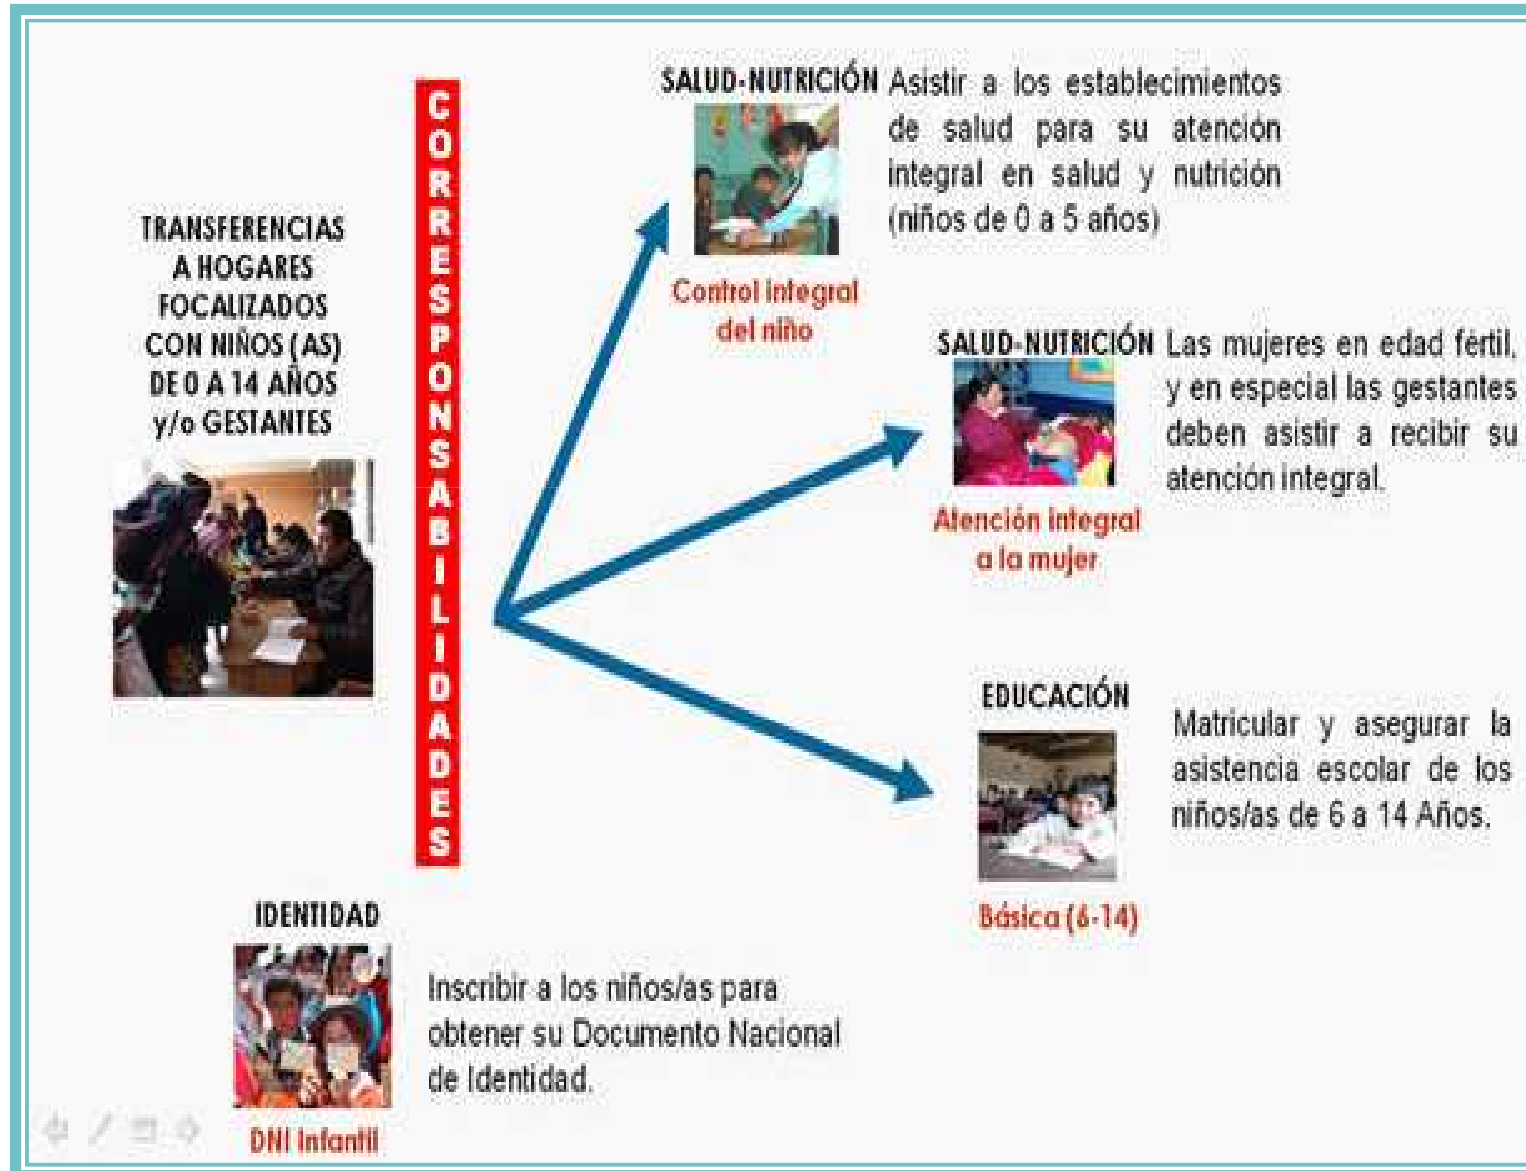 TRANSFERENCIAS
A HOGARES
FOCALIZADOS
CON NIÑOS (AS)
DE 0 A 14 AÑOS
y/o GESTANTES
CORRESPONSABILIDADES
SALUD-NUTRICIÓN
Asistir a los establecimientos
de salud para su atención
integral en salud y nutrición
(niños de 0 a 5 años)
Control integral
del niño
SALUD-NUTRICIÓN
Las mujeres en edad fértil,
y en especial las gestantes
deben asistir a recibir su
atención integral.
Atención integral
a la mujer
EDUCACIÓN
Matricular y asegurar la
asistencia escolar de los
niños/as de 6 a 14 Años.
Básica (6-14)
IDENTIDAD
Inscribir a los niños/as para
obtener su Documento Nacional
de Identidad.
DNI Infantil